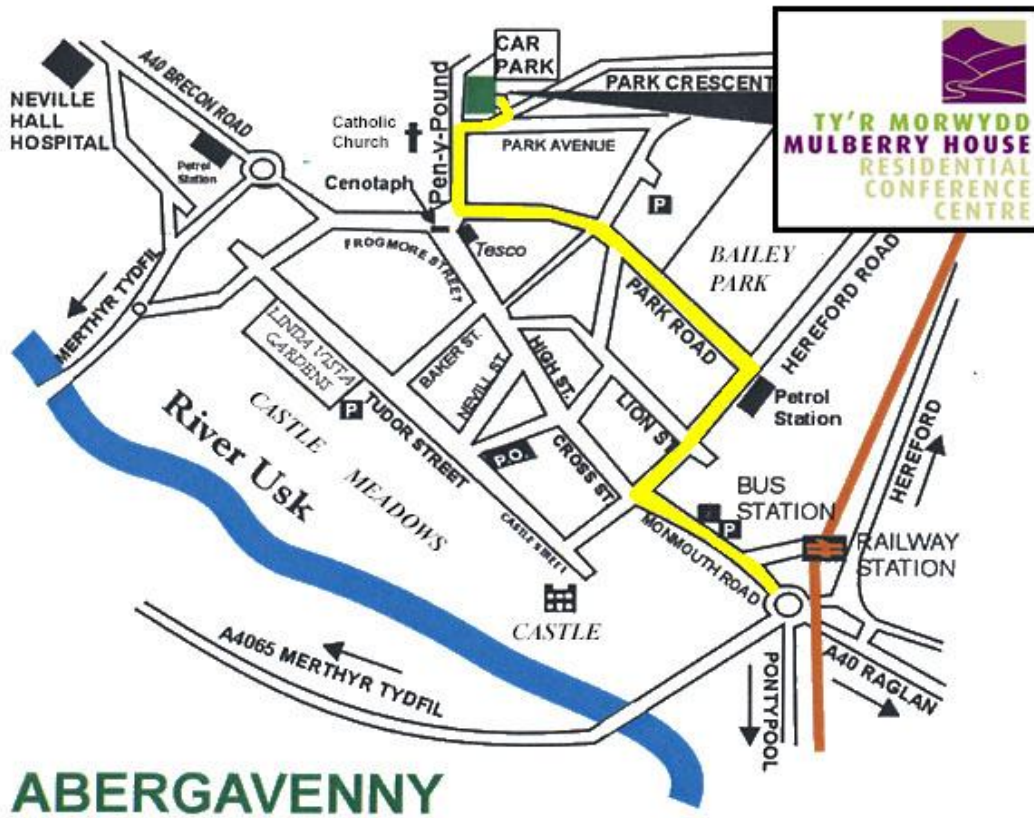 CAR
PARK
PARK CRESCENT
TY'R MORWYDD
MULBERRY HOUSE
RESIDENTIAL
CONFERENCE
CENTRE
A40 BRECON ROAD
NEVILLE
HALL
HOSPITAL
Petrol
Station
Catholic
Church
Pen-y-Pound
PARK AVENUE
Cenotaph
P
FROGMORE STREET
Tesco
BAILEY
PARK
HEREFORD ROAD
MERTHYR TYDFIL
PARK ROAD
LINDA VISTA
GARDENS
BAKER ST.
NEVILL ST.
HIGH ST.
LION S
Petrol
Station
P
TUDOR STREET
CASTLE
MEADOWS
River Usk
P.O.
CROSS ST.
CASTLE STREET
MONMOUTH ROAD
BUS
STATION
P
RAILWAY
STATION
HEREFORD
CASTLE
A4065 MERTHYR TYDFIL
PONTYPOOL
A40 RAGLAN
ABERGAVENNY